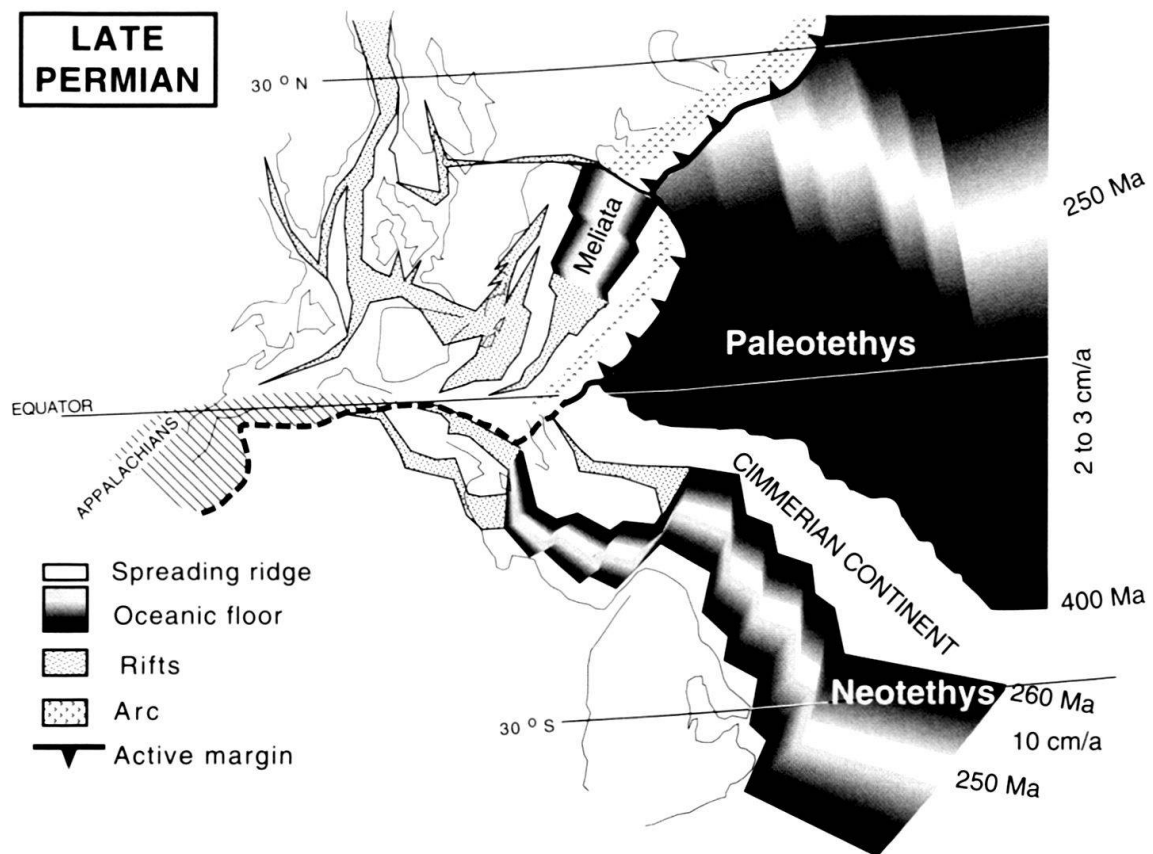 LATE
PERMIAN
30 ° N
250 Ma
Meliata
Paleotethys
EQUATOR
2 to 3 cm/a
APPALACHIANS
CIMMERIAN CONTINENT
Spreading ridge
Oceanic floor
400 Ma
Rifts
Neotethys
260 Ma
Arc
30 ° S
10 cm/a
Active margin
250 Ma